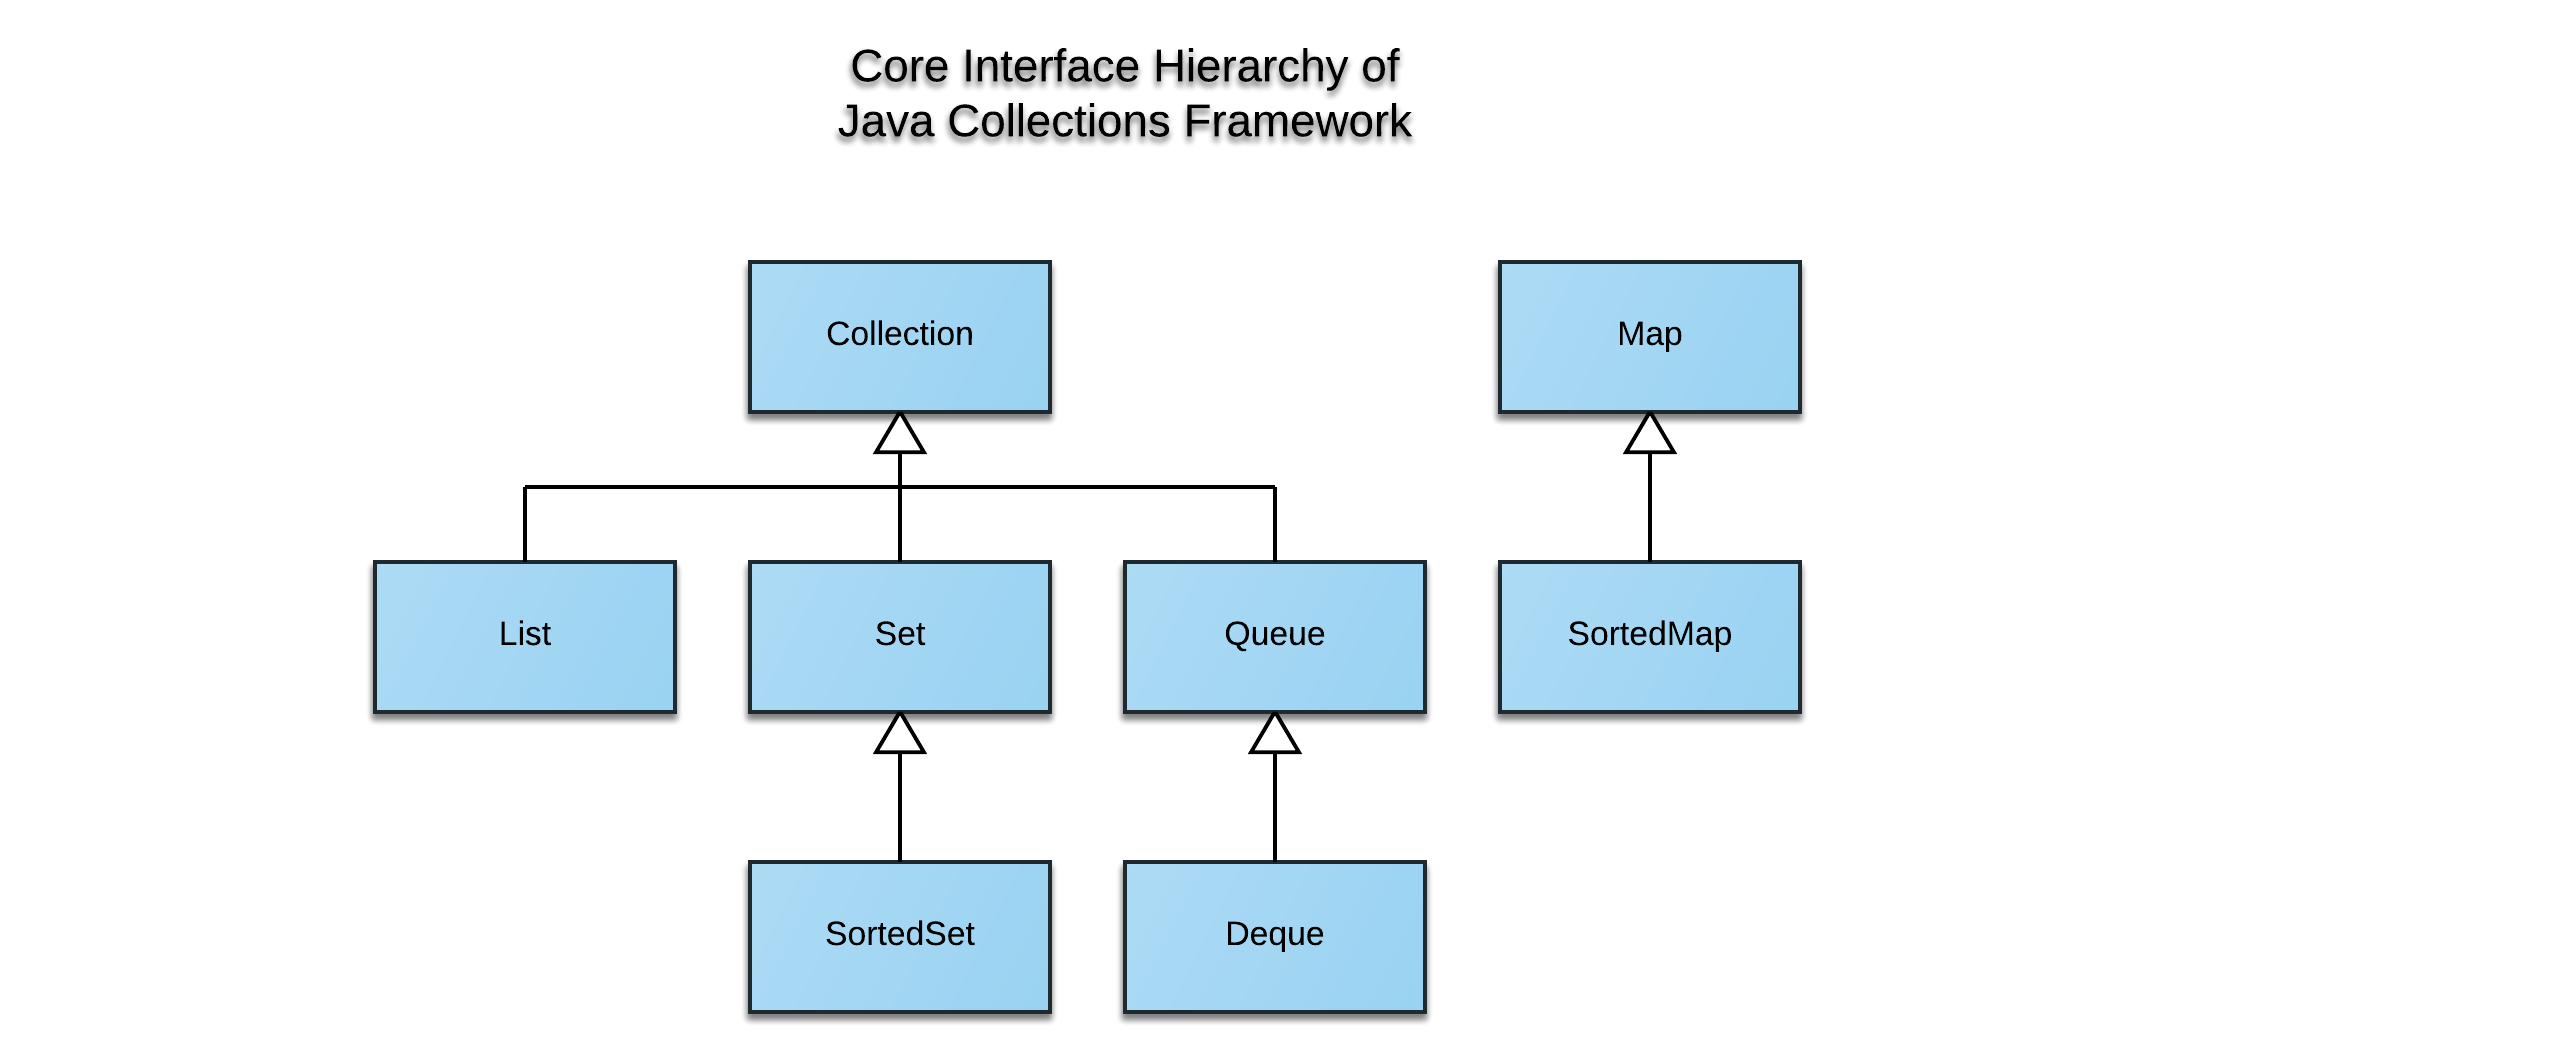 Core Interface Hierarchy of
Java Collections Framework
Collection
Map
List
Set
Queue
SortedMap
SortedSet
Deque